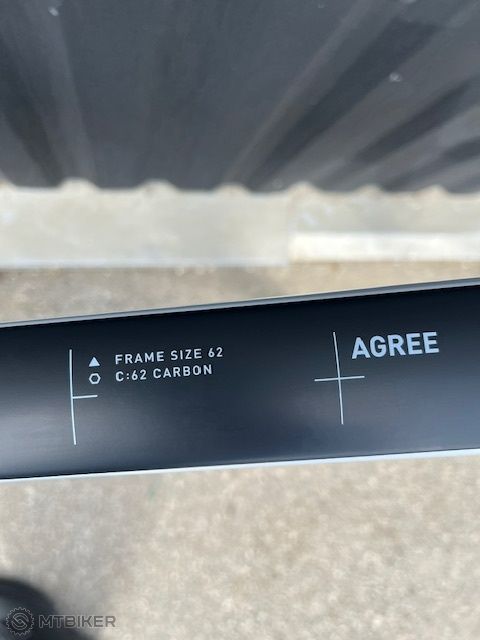 FRAME SIZE 62
C:62 CARBON
AGREE
MTBIKER